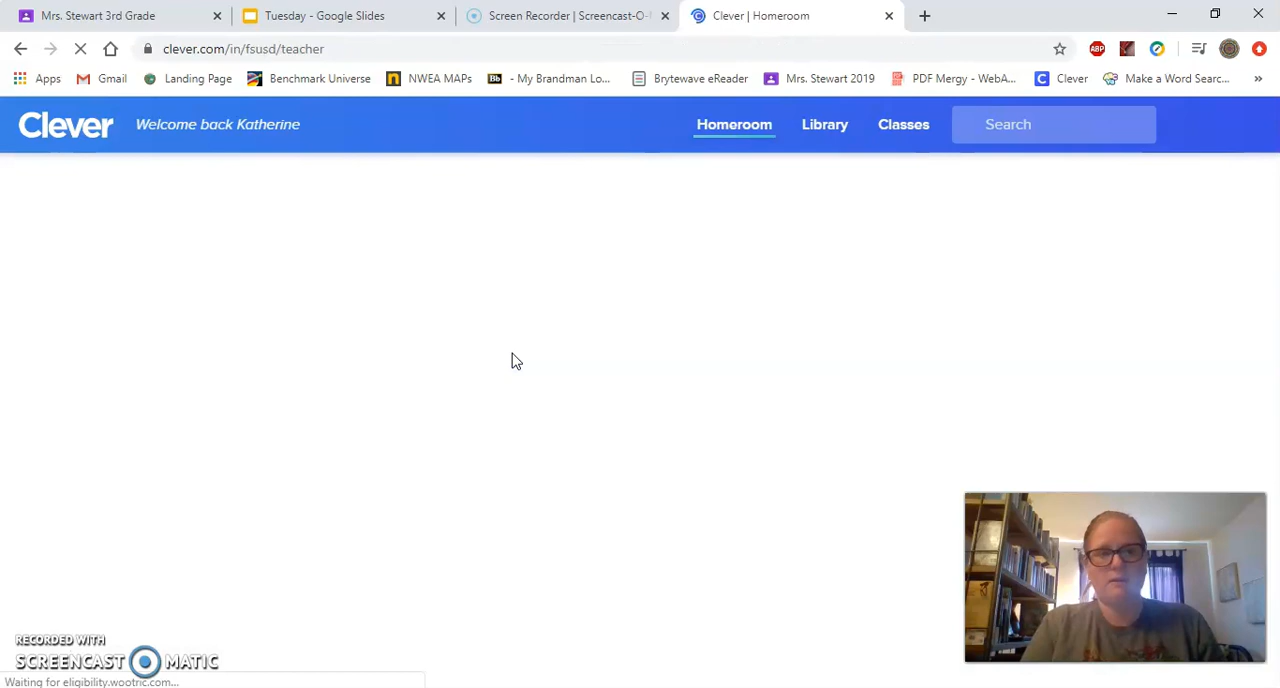 Mrs. Stewart 3rd Grade
Tuesday - Google Slides
Screen Recorder | Screencast-O-
Clever | Homeroom
clever.com/in/fsusd/teacher
ABP
Apps
Gmail
Landing Page
Benchmark Universe
NWEA MAPs
Bb - My Brandman Lo...
Brytewave eReader
Mrs. Stewart 2019
PDF Mergy - WebA...
C Clever
Make a Word Searc...
»
Clever Welcome back Katherine
Homeroom
Library
Classes
Search
RECORDED WITH
SCREENCAST MATIC
Waiting for eligibility.wootric.com...